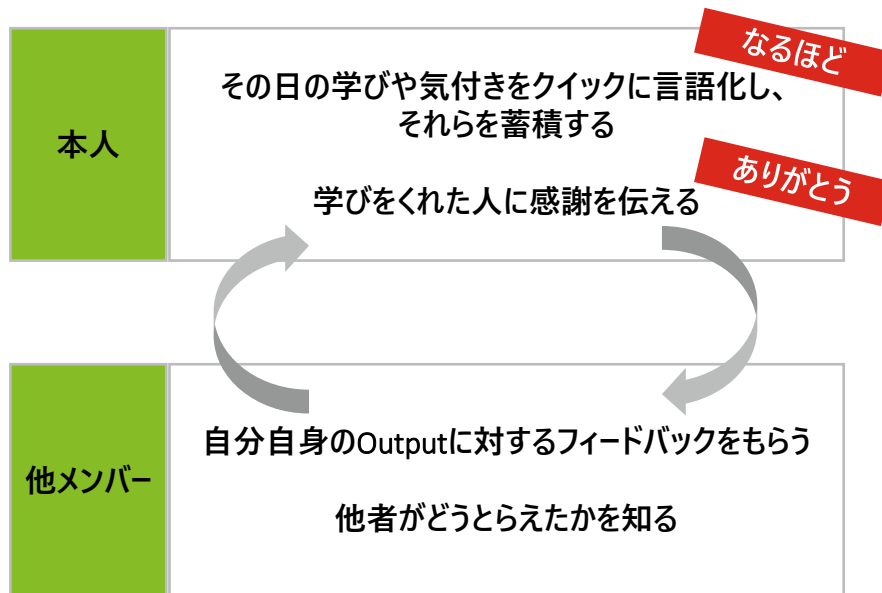 なるほど
その日の学びや気付きをクイックに言語化し、
それらを蓄積する
本人
ありがとう
学びをくれた人に感謝を伝える
自分自身のOutputに対するフィードバックをもらう
他メンバー
他者がどうとらえたかを知る